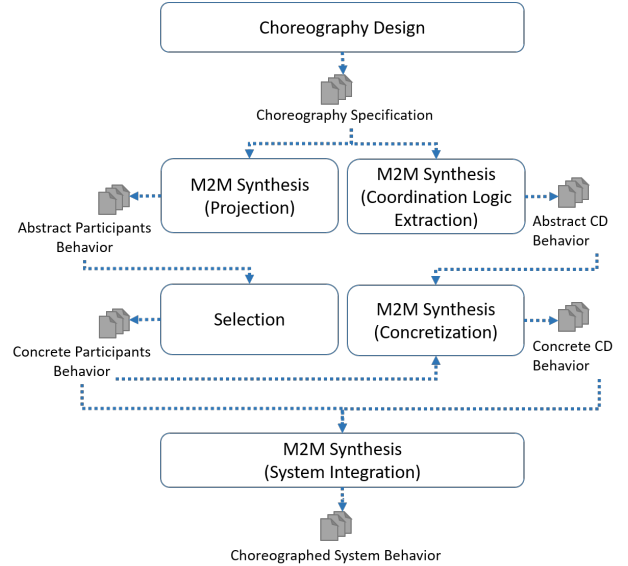 Choreography Design
Choreography Specification
M2M Synthesis
(Projection)
M2M Synthesis
(Coordination Logic
Extraction)
Abstract Participants
Behavior
Abstract CD
Behavior
Selection
M2M Synthesis
(Concretization)
Concrete Participants
Behavior
Concrete CD
Behavior
M2M Synthesis
(System Integration)
Choreographed System Behavior